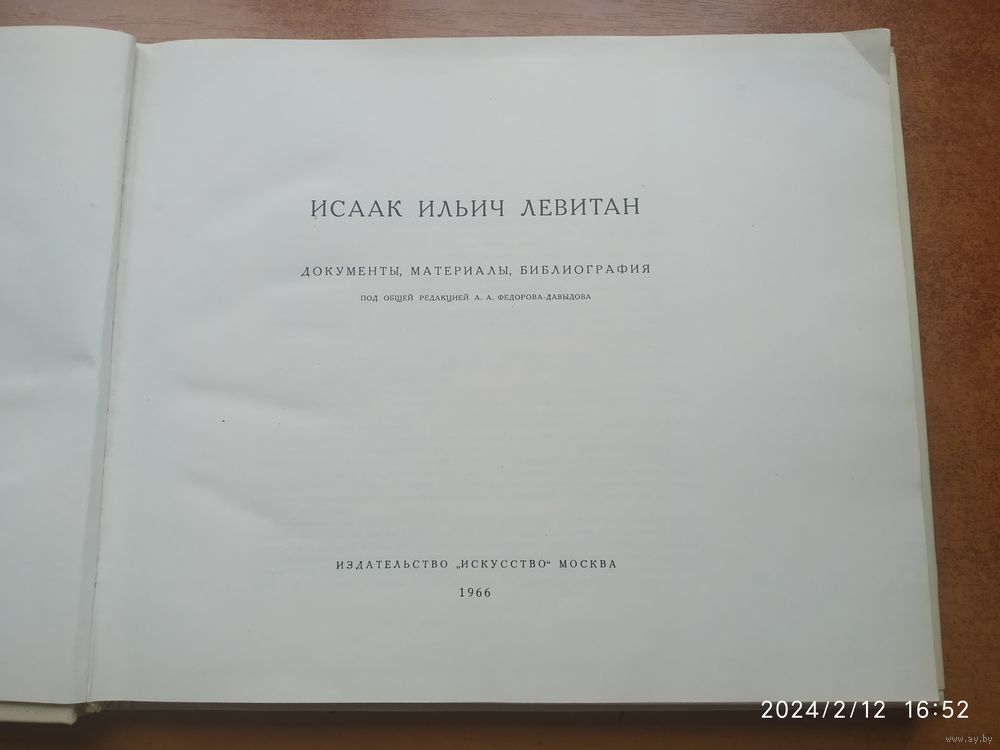 ИСААК ИЛЬИЧ ЛЕВИТАН
ДОКУМЕНТЫ, МАТЕРИАЛЫ, БИБЛИОГРАФИЯ
ПОД ОБЩЕЙ РЕДАКЦИЕЙ А. А. ФЕДОРОВА-ДАВЫДОВА
ИЗДАТЕЛЬСТВО „ИСКУССТВО“ МОСКВА
1966
2024/2/12 16:52
www.ay.by